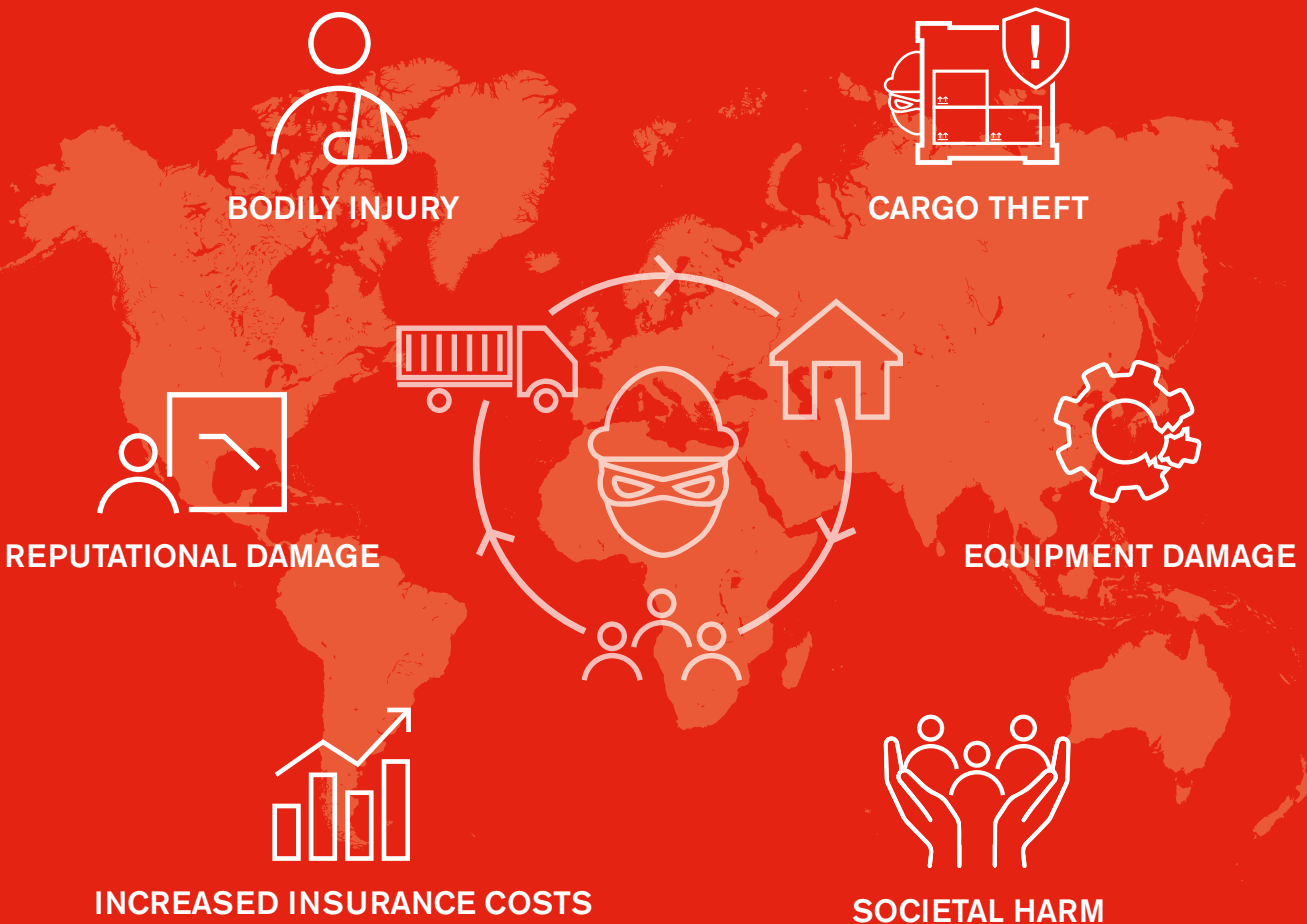 BODILY INJURY
CARGO THEFT
REPUTATIONAL DAMAGE
EQUIPMENT DAMAGE
INCREASED INSURANCE COSTS
SOCIETAL HARM